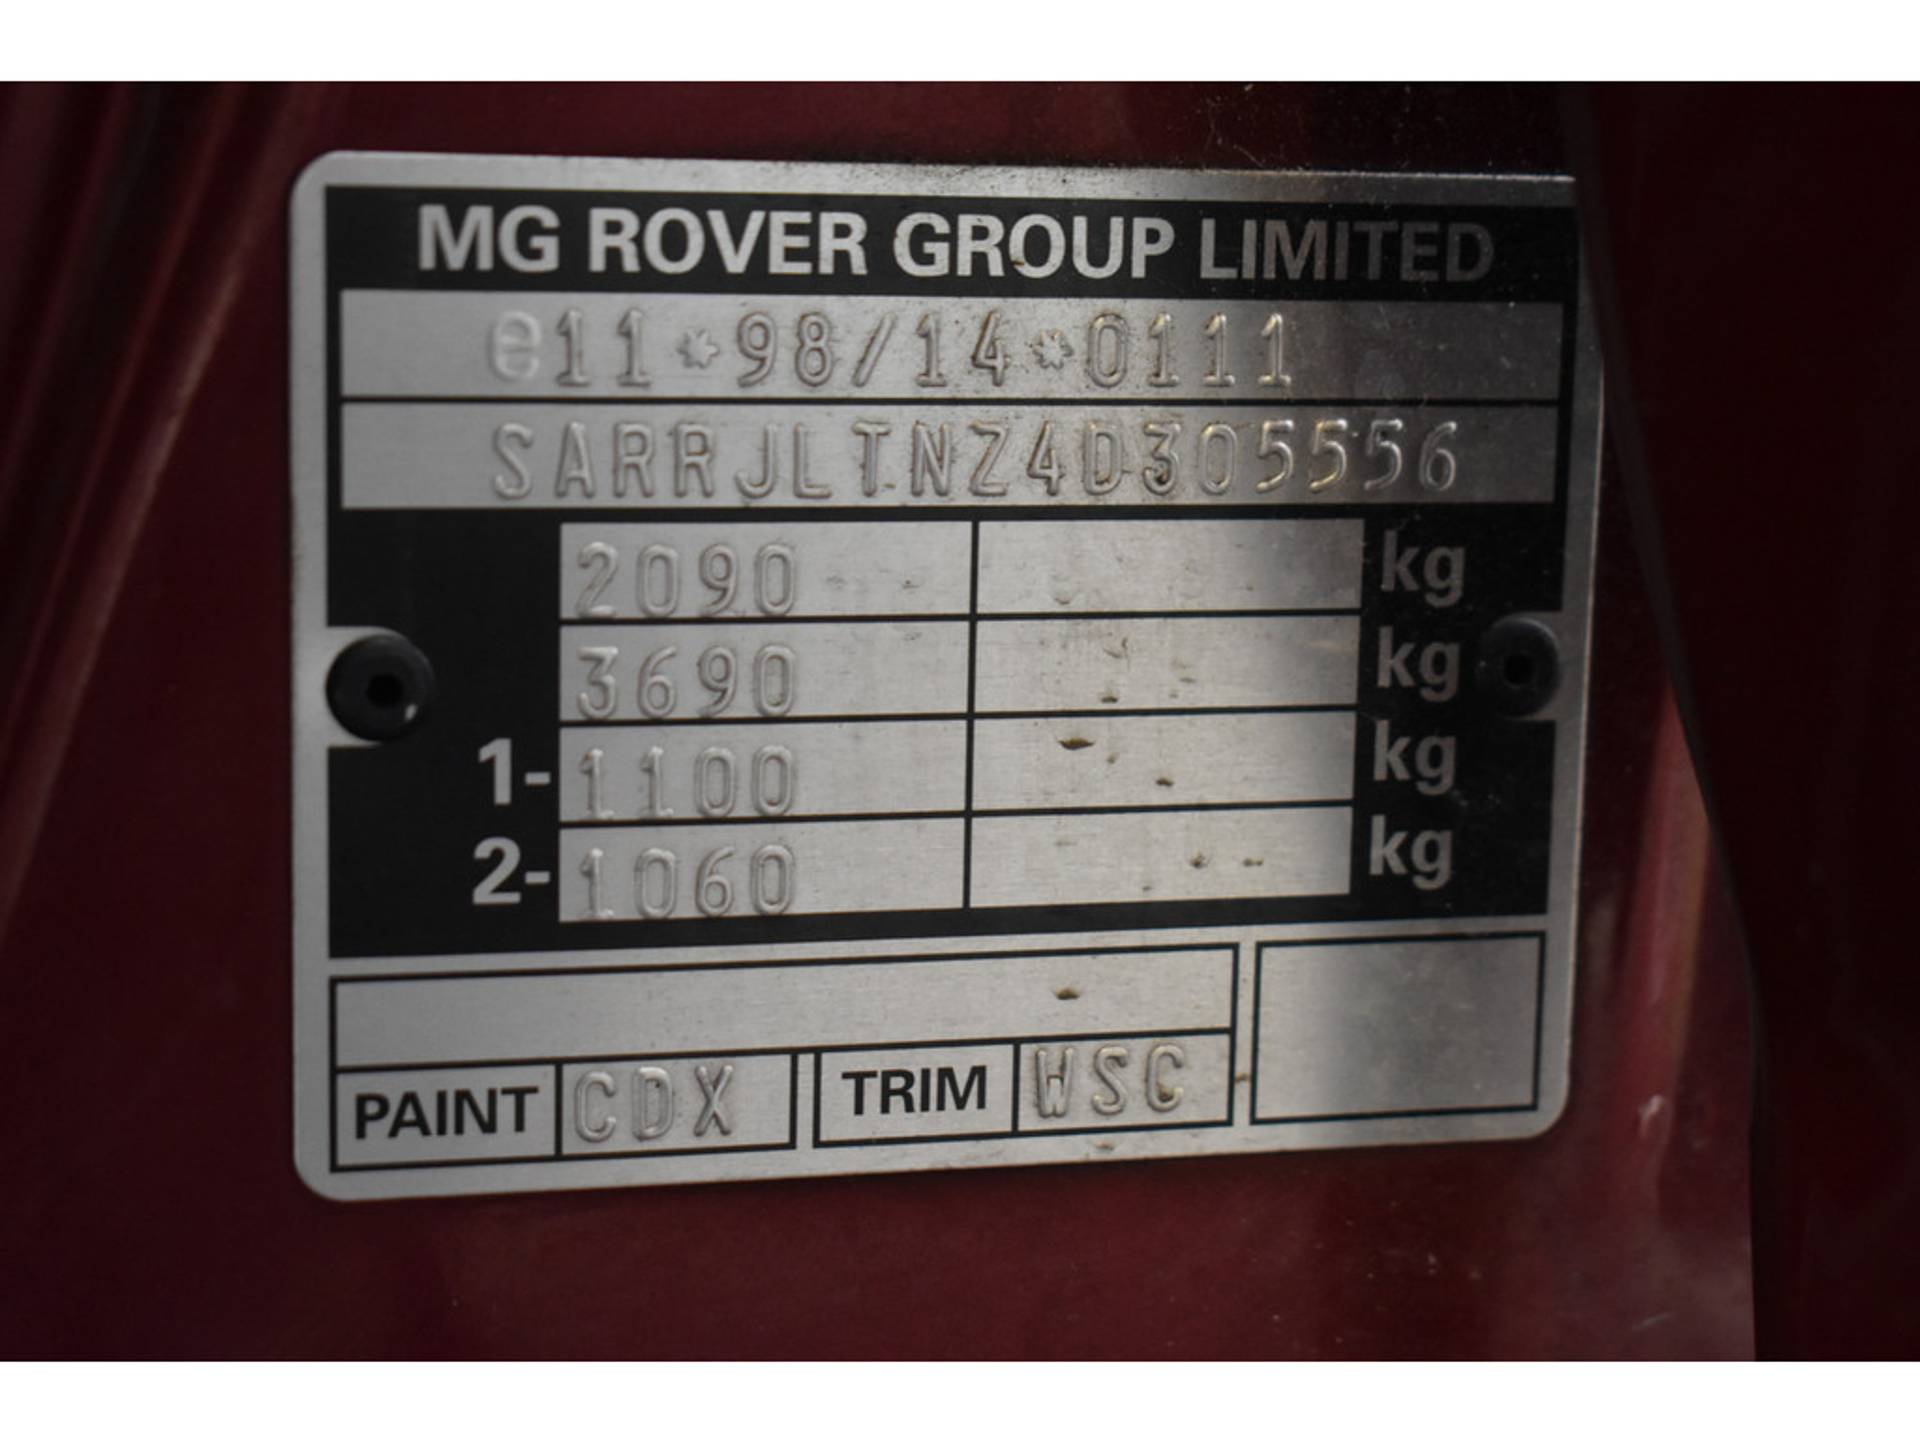 MG ROVER GROUP LIMITED
e11*98/14*0111
SARRJLTNZ4D305556
2090 kg
3690 kg
1- 1100 kg
2- 1060 kg
PAINT CDX TRIM WSC